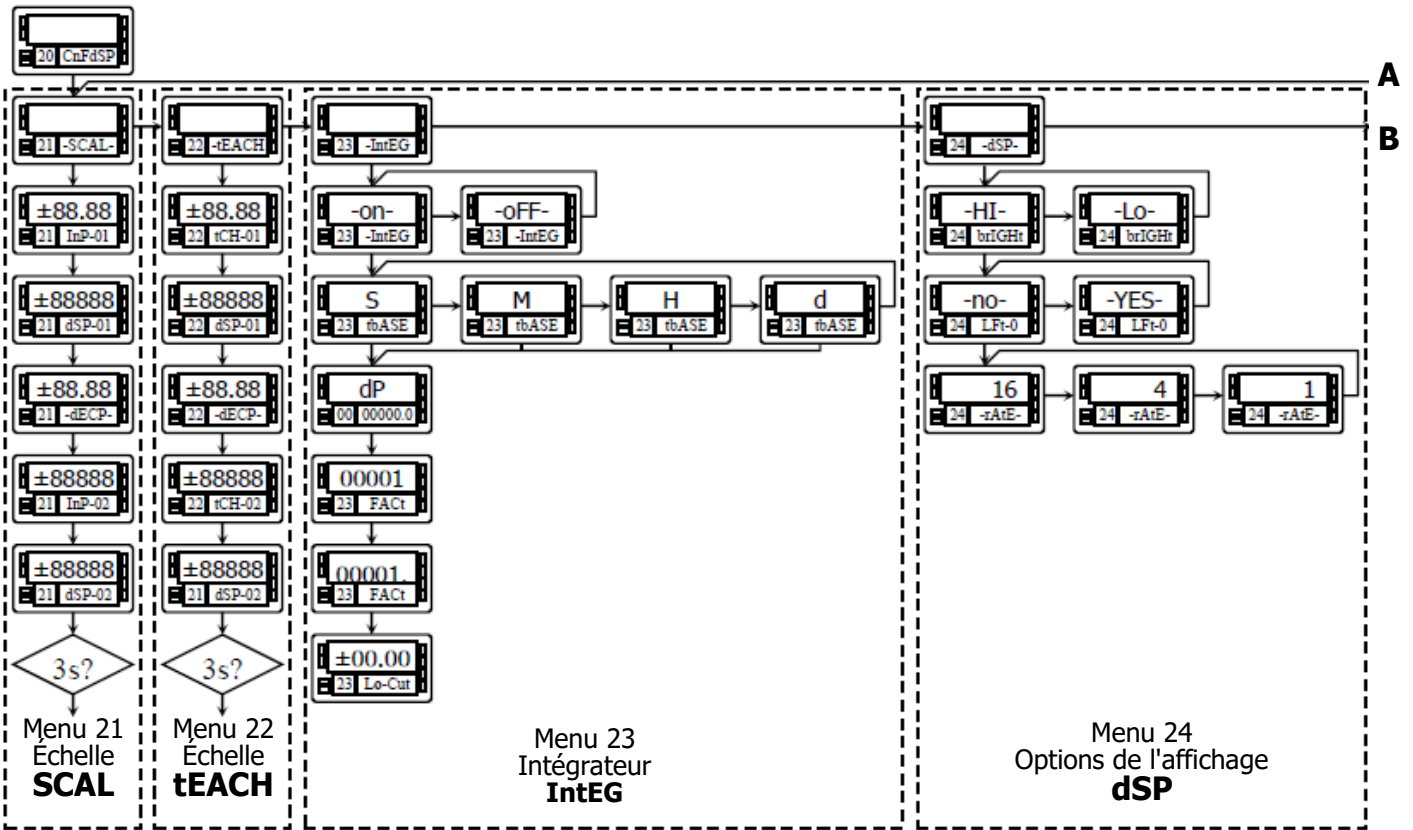 20 CnFdSP
A
21 -SCAL-
22 -tEACH
23 -IntEG
24 -dSP-
B
±88.88
21 InP-01
±88.88
22 tCH-01
-on-
23 -IntEG
-oFF-
23 -IntEG
-HI-
24 brIGHt
-Lo-
24 brIGHt
±88888
21 dSP-01
±88888
22 dSP-01
S
23 tbASE
M
23 tbASE
H
23 tbASE
d
23 tbASE
-no-
24 LFt-0
-YES-
24 LFt-0
±88.88
21 -dECP-
±88.88
22 -dECP-
dP
00 00000.0
16
24 -rAtE-
4
24 -rAtE-
1
24 -rAtE-
±88888
21 InP-02
±88888
22 tCH-02
00001
23 FACt
±88888
21 dSP-02
±88888
21 dSP-02
00001.
23 FACt
3s?
3s?
±00.00
23 Lo-Cut
Menu 21
Échelle
SCAL
Menu 22
Échelle
tEACH
Menu 23
Intégrateur
IntEG
Menu 24
Options de l'affichage
dSP